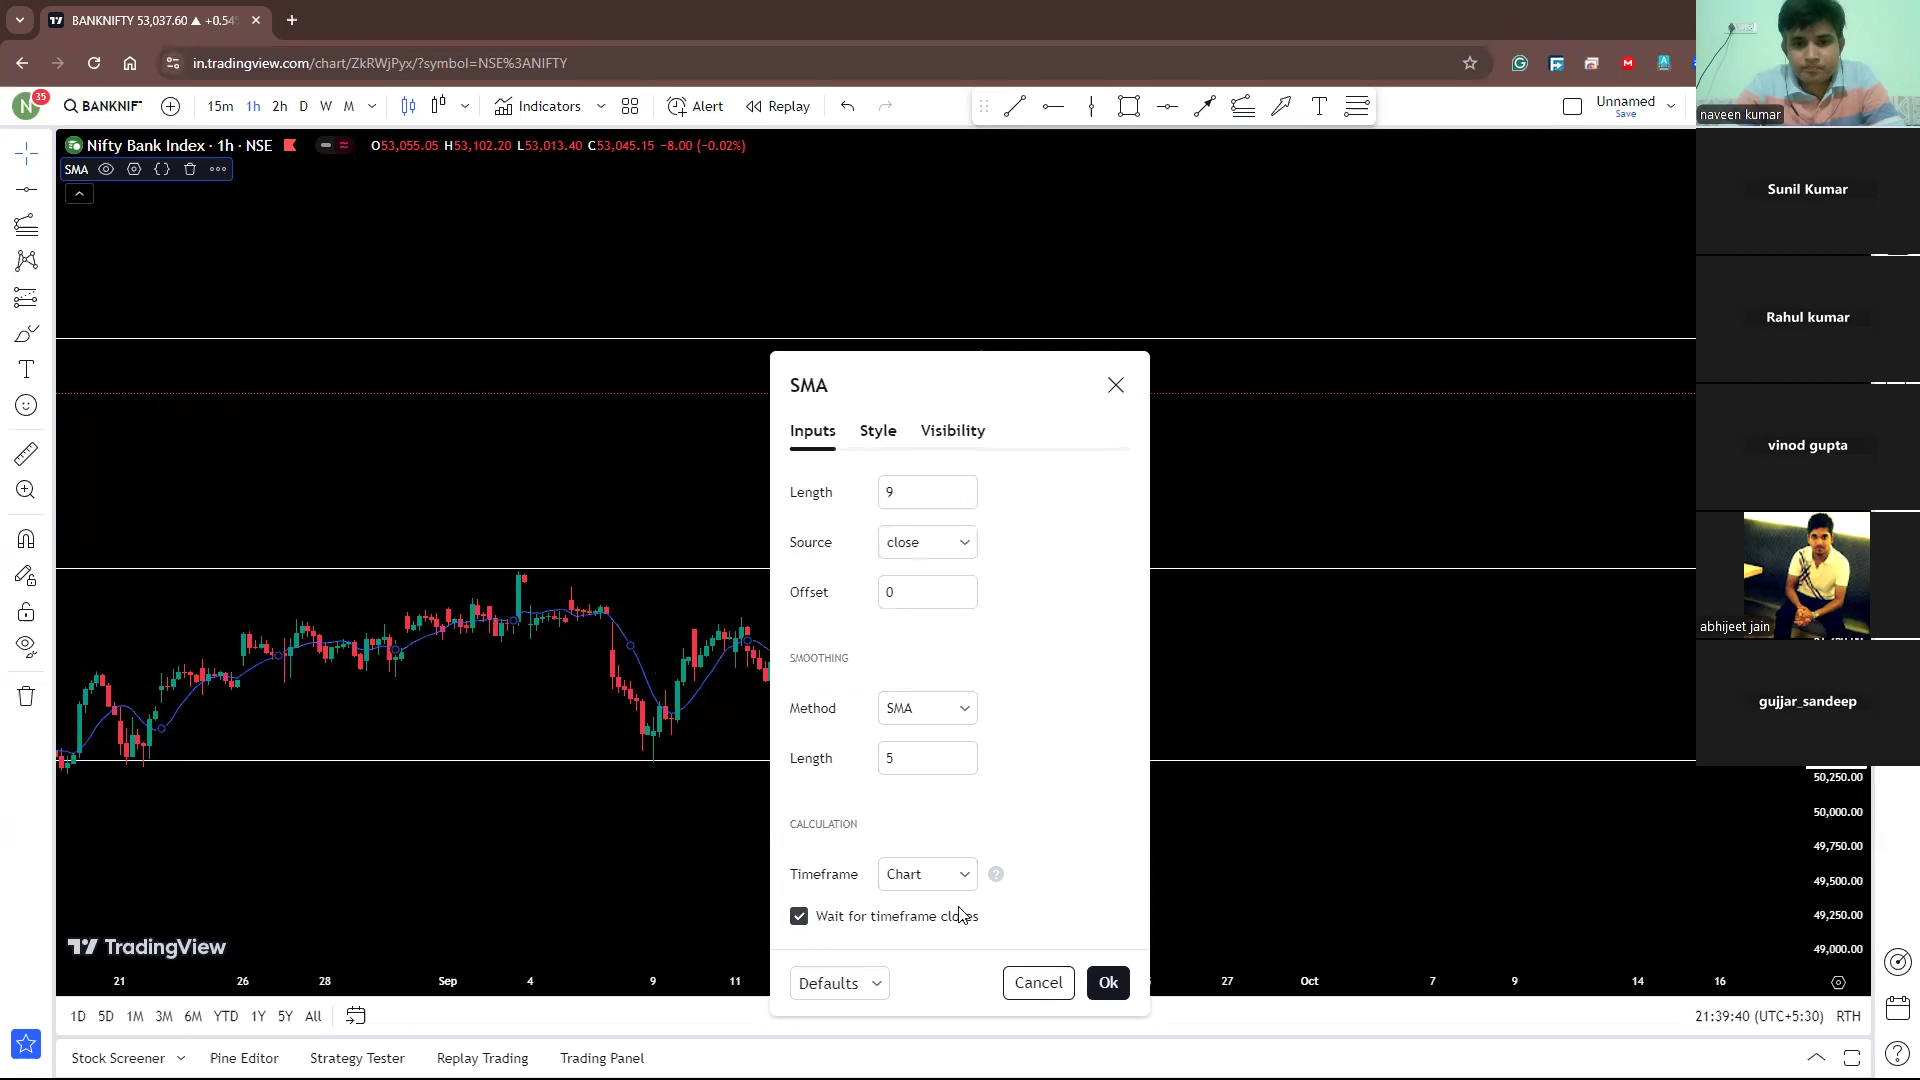 BANKNIFTY 53,037.60 ▲ +0.54
in.tradingview.com/chart/ZkRWjPyx/?symbol=NSE%3ANIFTY
N 35 BANKNIF 15m 1h 2h D W M Indicators Alert Replay Unnamed
Save
Nifty Bank Index · 1h · NSE O53,055.05 H53,102.20 L53,013.40 C53,045.15 −8.00 (−0.02%)
SMA
SMA
Inputs Style Visibility
Length 9
Source close
Offset 0
SMOOTHING
Method SMA
Length 5
CALCULATION
Timeframe Chart ?
Wait for timeframe closes
Defaults Cancel Ok
50,250.00
50,000.00
49,750.00
49,500.00
49,250.00
49,000.00
TradingView
21 26 28 Sep 4 9 11 27 Oct 7 9 14 16
1D 5D 1M 3M 6M YTD 1Y 5Y All 21:39:40 (UTC+5:30) RTH
Stock Screener Pine Editor Strategy Tester Replay Trading Trading Panel
naveen kumar
Sunil Kumar
Rahul kumar
vinod gupta
abhijeet jain
gujjar_sandeep